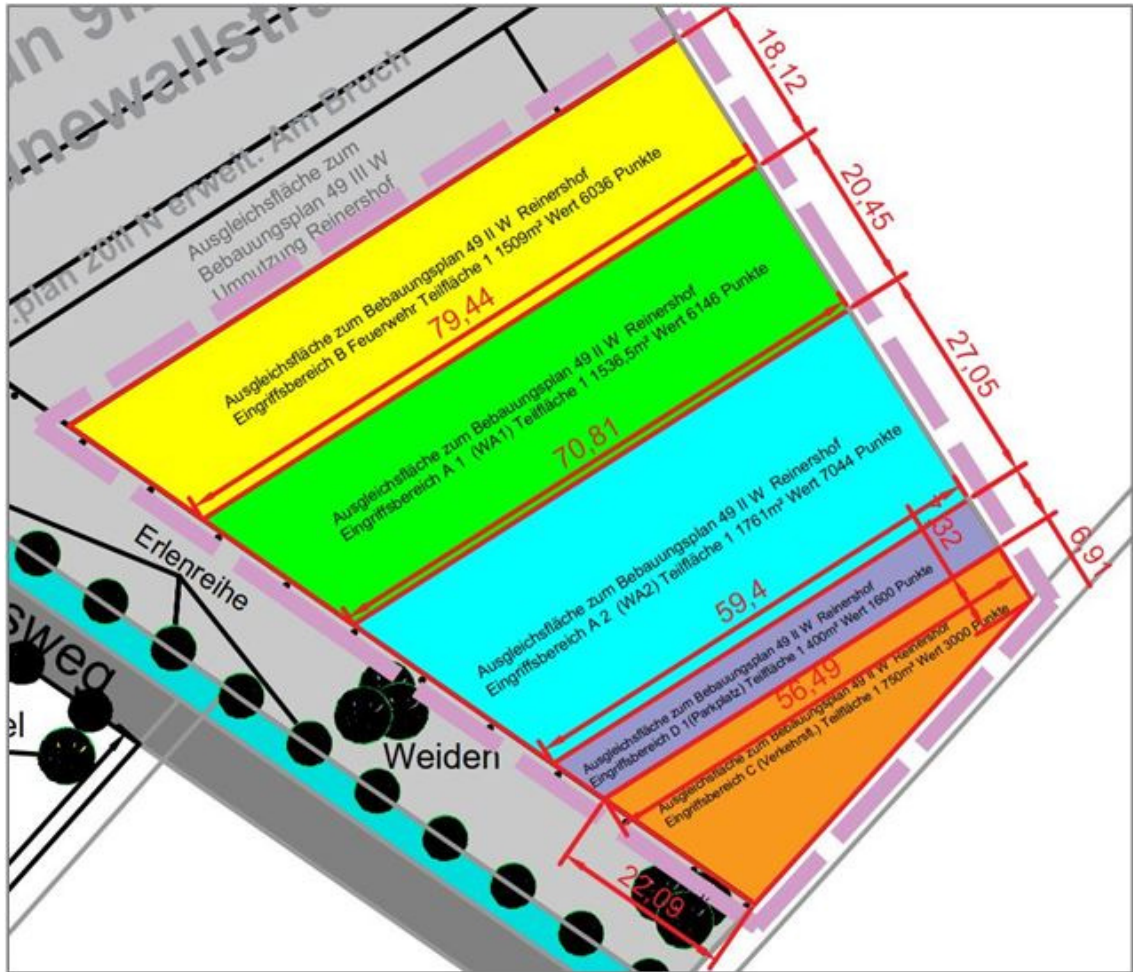 an 9
anewallstr
.plan 20II N erweit. Am Bruch
Ausgleichsfläche zum
Bebauungsplan 49 III W
Umnutzung Reinershof
18,12
20,45
27,05
6,91
Ausgleichsfläche zum Bebauungsplan 49 II W Reinershof
Eingriffsbereich B Feuerwehr Teilfläche 1 1509m² Wert 6036 Punkte
79,44
Ausgleichsfläche zum Bebauungsplan 49 II W Reinershof
Eingriffsbereich A 1 (WA1) Teilfläche 1 1536,5m² Wert 6146 Punkte
70,81
Ausgleichsfläche zum Bebauungsplan 49 II W Reinershof
Eingriffsbereich A 2 (WA2) Teilfläche 1 1761m² Wert 7044 Punkte
59,4
7,32
Ausgleichsfläche zum Bebauungsplan 49 II W Reinershof
Eingriffsbereich D 1(Parkplatz) Teilfläche 1 400m² Wert 1600 Punkte
56,49
Ausgleichsfläche zum Bebauungsplan 49 II W Reinershof
Eingriffsbereich C (Verkehrsfl.) Teilfläche 1 750m² Wert 3000 Punkte
22,09
Erlenreihe
sweg
el
Weiden